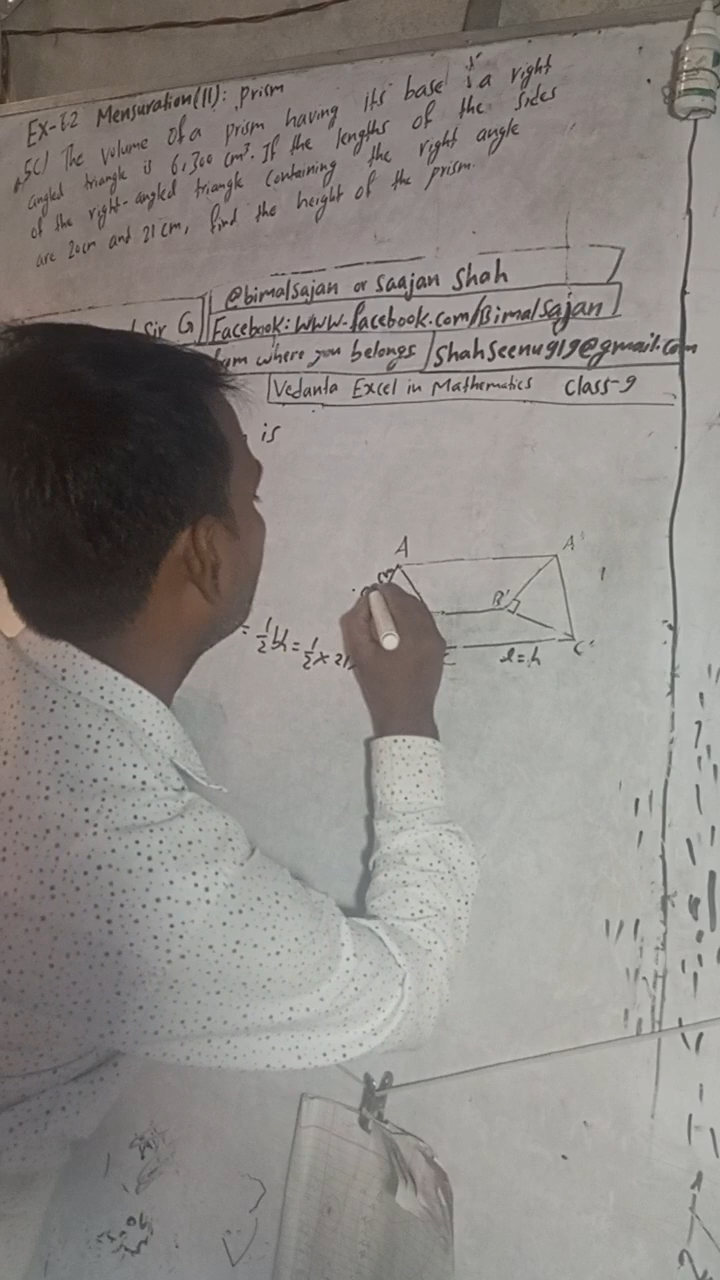 Ex-12 Mensuration(II): Prism
5c) The volume of a prism having its base is a right
angled triangle is 6,300 cm³. If the lengths of the sides
of the right-angled triangle containing the right angle
are 20cm and 21cm, find the height of the prism.
@bimalsajan or Saajan Shah
Sir G
Facebook: www.facebook.com/Bimalsajan
from where you belongs
Shahseenu919@gmail.com
Vedanta Excel in Mathematics Class-9
is
A A'
B'
= 1/2 = 1/2 × 21
C l=h C'